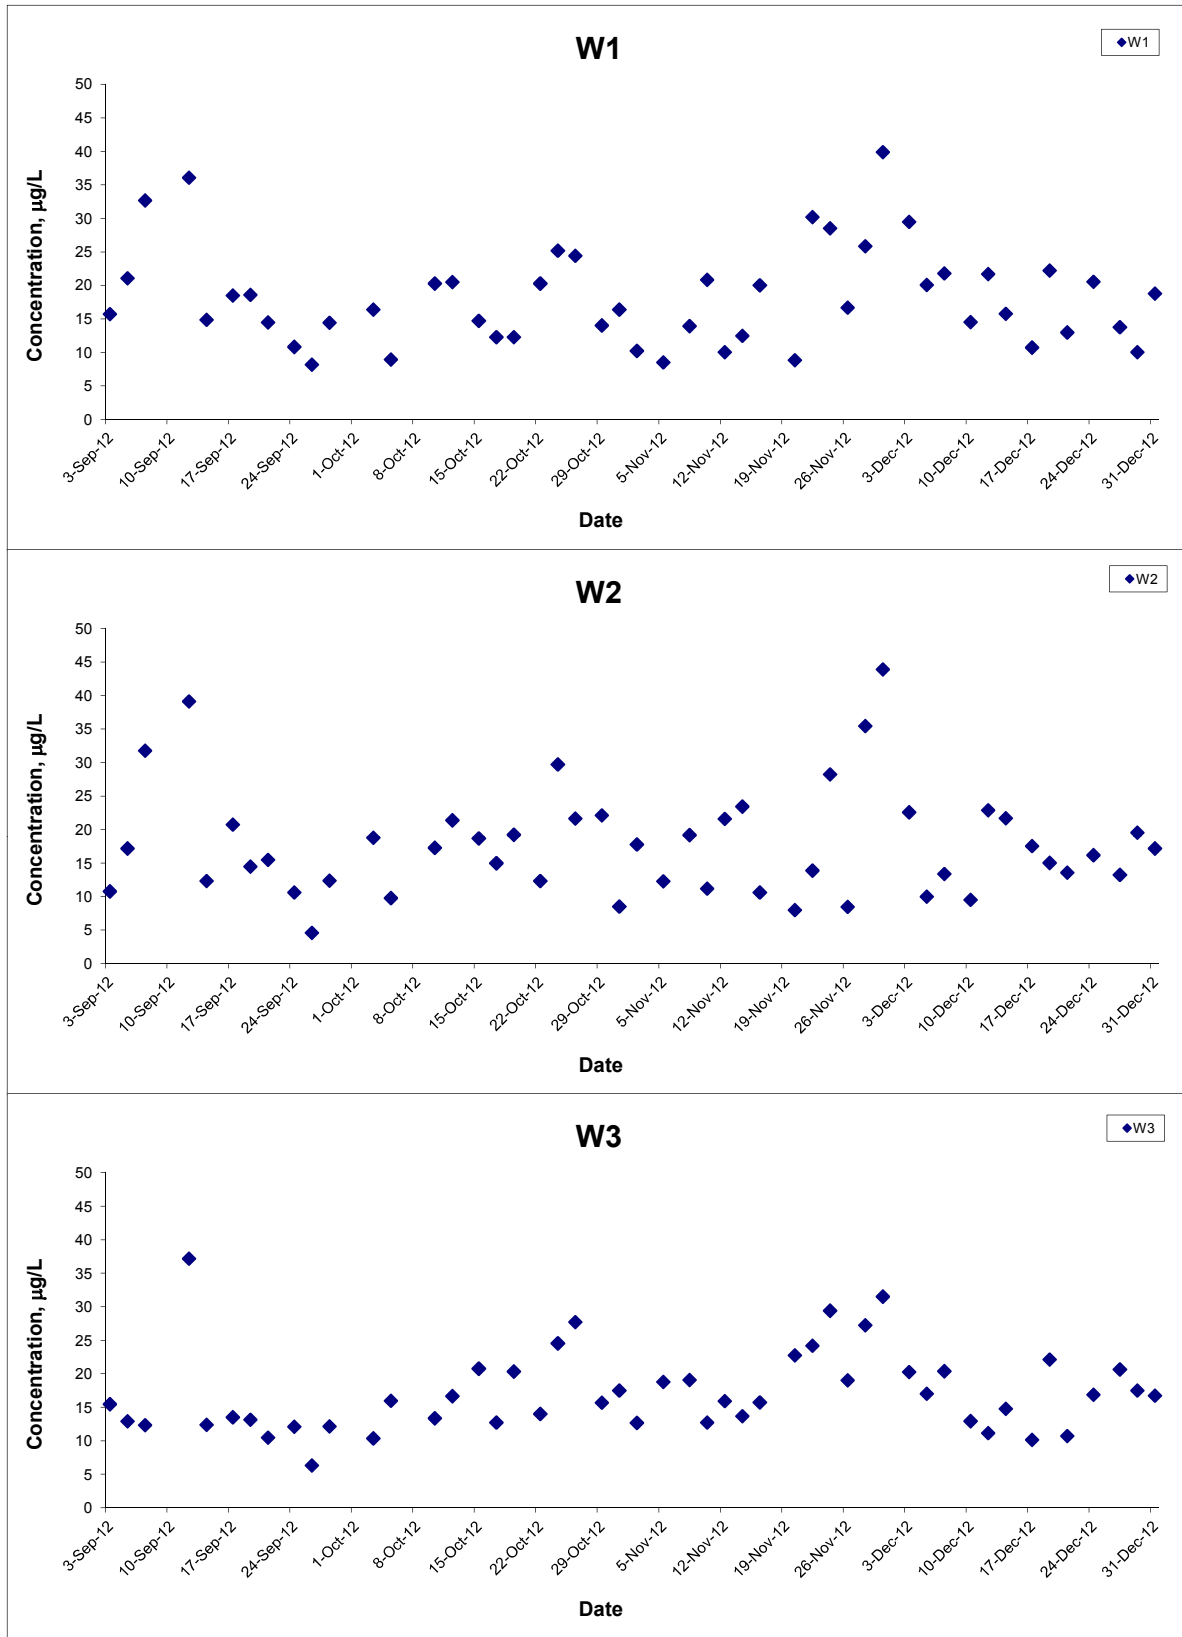 W1
W1
50
45
40
35
30
25
20
15
10
5
0
Concentration, µg/L
3-Sep-12
10-Sep-12
17-Sep-12
24-Sep-12
1-Oct-12
8-Oct-12
15-Oct-12
22-Oct-12
29-Oct-12
5-Nov-12
12-Nov-12
19-Nov-12
26-Nov-12
3-Dec-12
10-Dec-12
17-Dec-12
24-Dec-12
31-Dec-12
Date
W2
W2
50
45
40
35
30
25
20
15
10
5
0
Concentration, µg/L
3-Sep-12
10-Sep-12
17-Sep-12
24-Sep-12
1-Oct-12
8-Oct-12
15-Oct-12
22-Oct-12
29-Oct-12
5-Nov-12
12-Nov-12
19-Nov-12
26-Nov-12
3-Dec-12
10-Dec-12
17-Dec-12
24-Dec-12
31-Dec-12
Date
W3
W3
50
45
40
35
30
25
20
15
10
5
0
Concentration, µg/L
3-Sep-12
10-Sep-12
17-Sep-12
24-Sep-12
1-Oct-12
8-Oct-12
15-Oct-12
22-Oct-12
29-Oct-12
5-Nov-12
12-Nov-12
19-Nov-12
26-Nov-12
3-Dec-12
10-Dec-12
17-Dec-12
24-Dec-12
31-Dec-12
Date